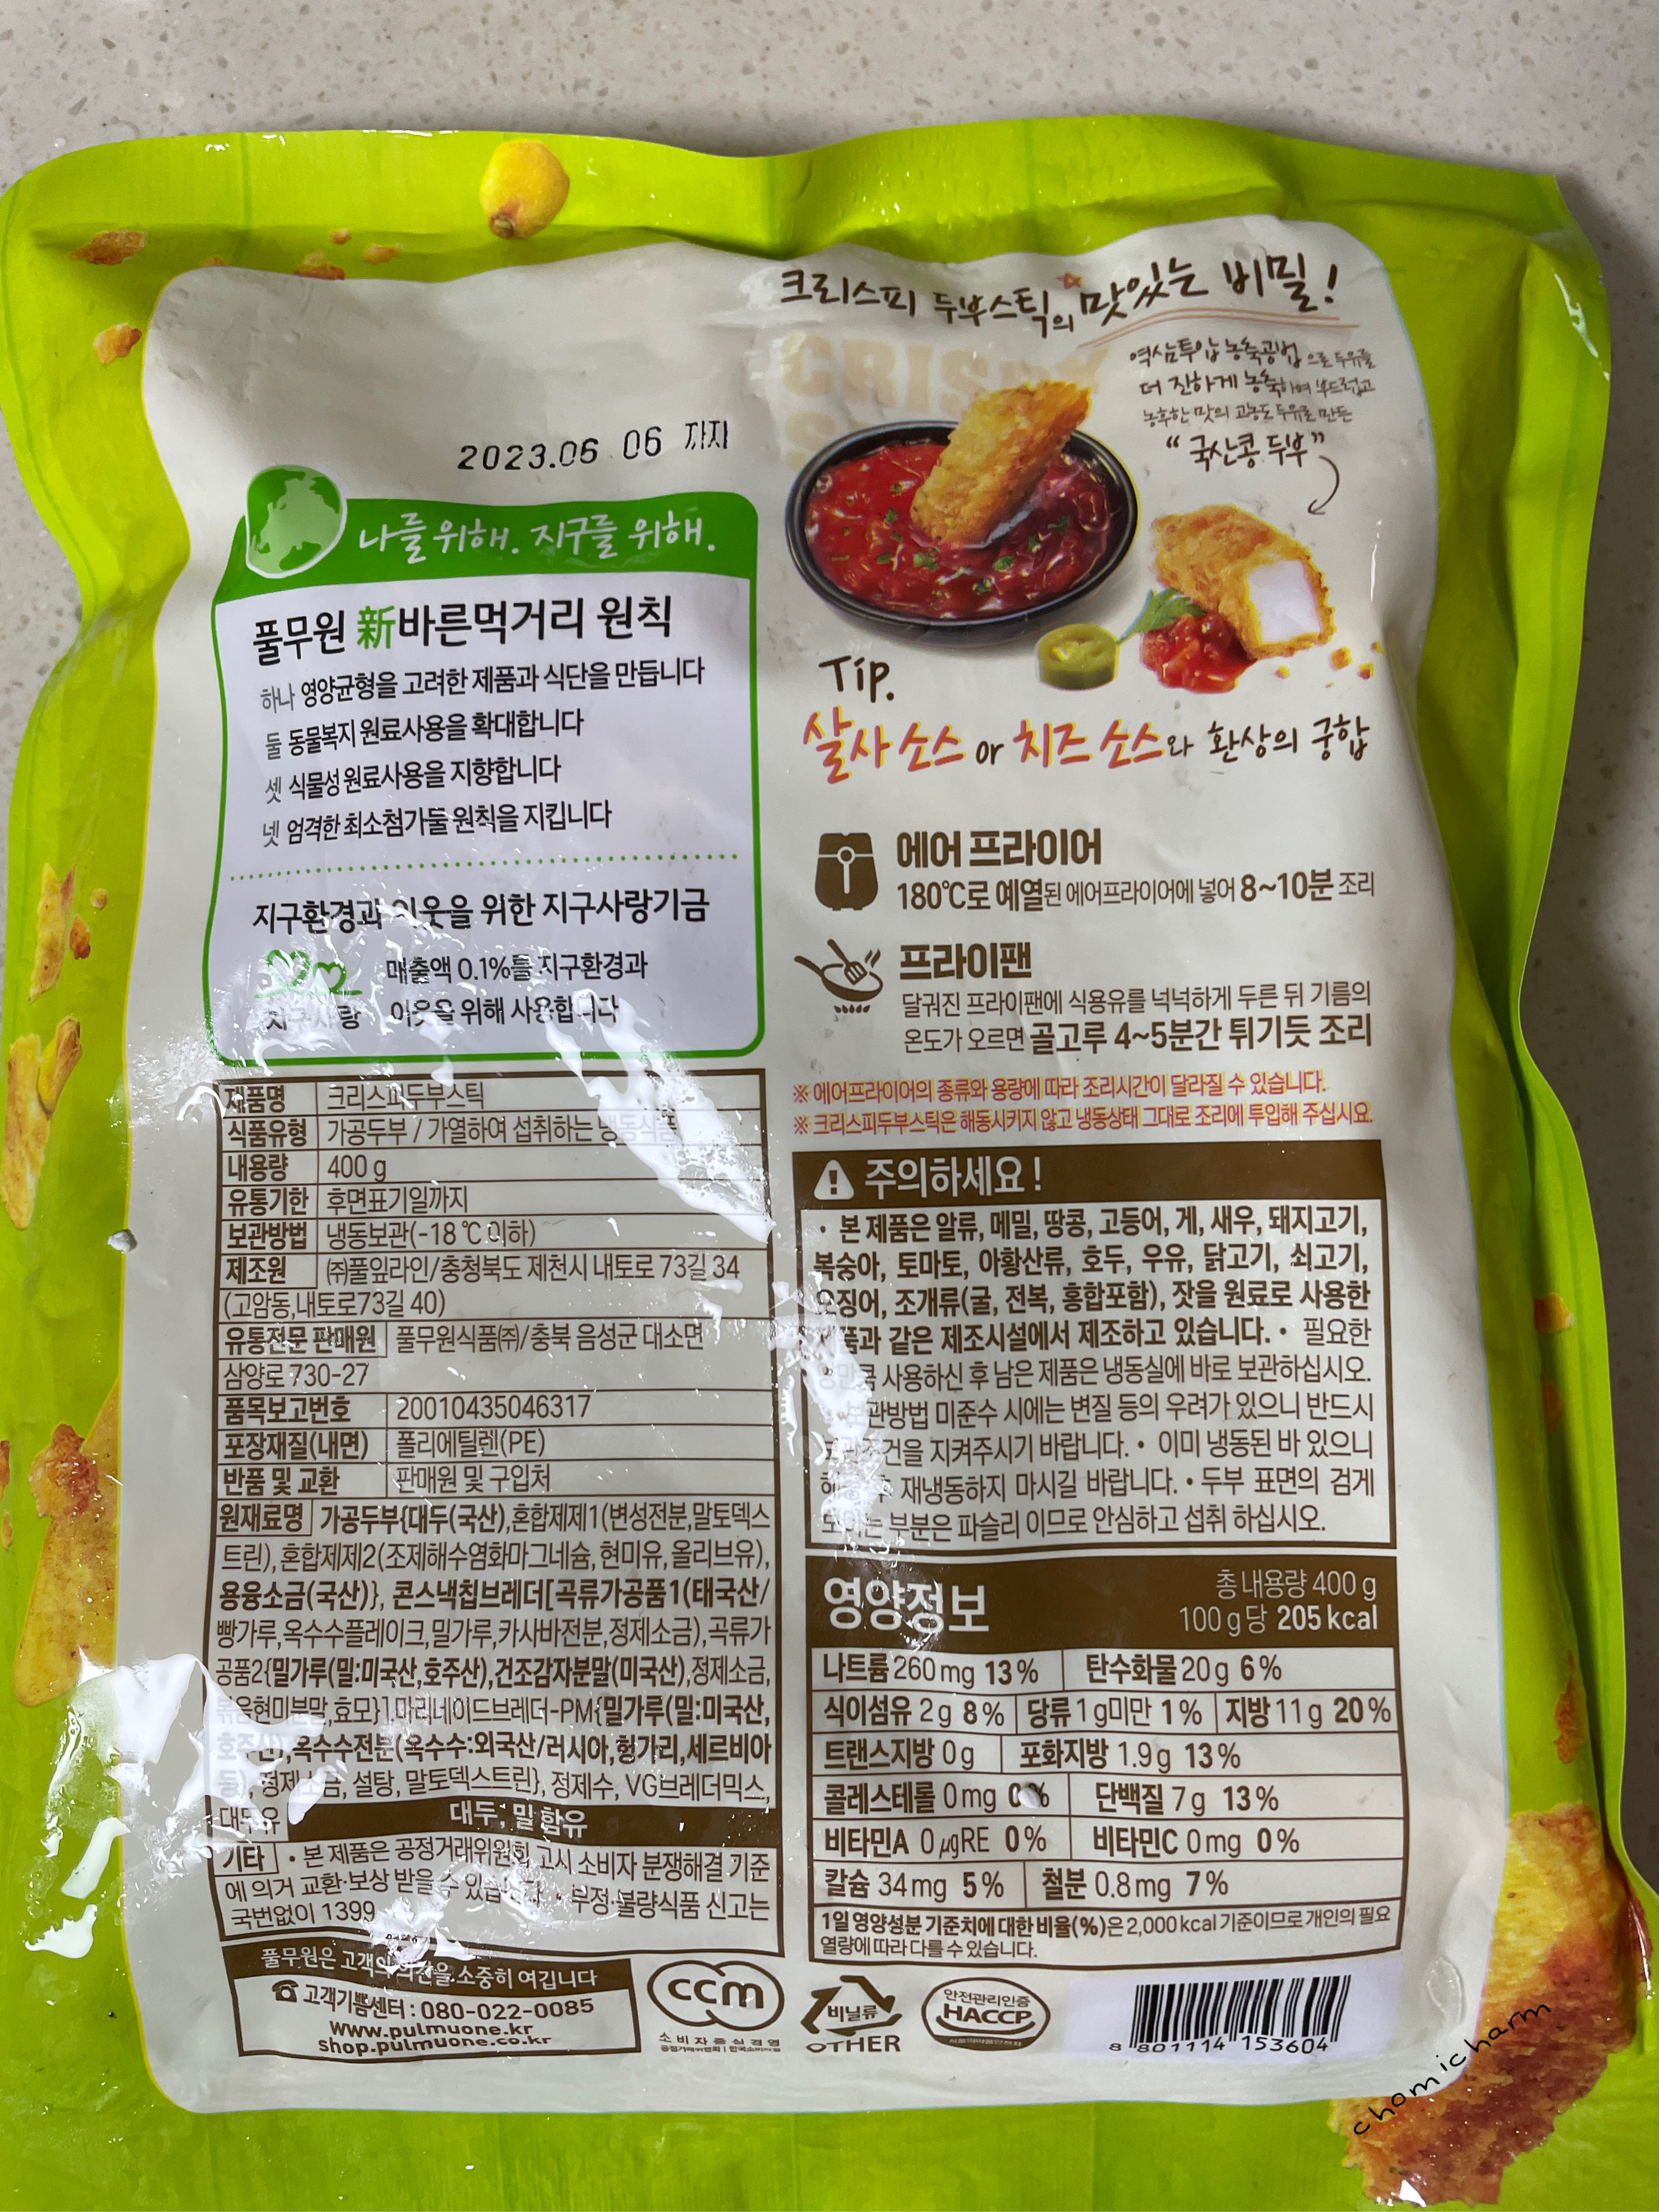 크리스피 두부스틱의 맛있는 비밀!
CRISPY
역삼투압 농축공법으로 두유를
더 진하게 농축하여 부드럽고
농후한 맛의 고농도 두유로 만든
“국산콩 두부”
2023.06 06 까지
나를 위해. 지구를 위해.
풀무원 新바른먹거리 원칙
하나 영양균형을 고려한 제품과 식단을 만듭니다
둘 동물복지 원료사용을 확대합니다
셋 식물성 원료사용을 지향합니다
넷 엄격한 최소첨가물 원칙을 지킵니다
지구환경과 이웃을 위한 지구사랑기금
매출액 0.1%를 지구환경과
이웃을 위해 사용합니다
지구사랑
Tip.
살사 소스 or 치즈 소스와 환상의 궁합
에어 프라이어
180℃로 예열된 에어프라이어에 넣어 8~10분 조리
프라이팬
달궈진 프라이팬에 식용유를 넉넉하게 두른 뒤 기름의
온도가 오르면 골고루 4~5분간 튀기듯 조리
※ 에어프라이어의 종류와 용량에 따라 조리시간이 달라질 수 있습니다.
※ 크리스피두부스틱은 해동시키지 않고 냉동상태 그대로 조리에 투입해 주십시요.
제품명 크리스피두부스틱
식품유형 가공두부 / 가열하여 섭취하는 냉동식품
내용량 400 g
유통기한 후면표기일까지
보관방법 냉동보관(-18 ℃ 이하)
제조원 ㈜풀잎라인/충청북도 제천시 내토로 73길 34
(고암동,내토로73길 40)
유통전문 판매원 풀무원식품㈜/충북 음성군 대소면
삼양로 730-27
품목보고번호 20010435046317
포장재질(내면) 폴리에틸렌(PE)
반품 및 교환 판매원 및 구입처
원재료명 가공두부{대두(국산),혼합제제1(변성전분,말토덱스
트린),혼합제제2(조제해수염화마그네슘,현미유,올리브유),
용융소금(국산)}, 콘스낵칩브레더[곡류가공품1(태국산/
빵가루,옥수수플레이크,밀가루,카사바전분,정제소금),곡류가
공품2{밀가루(밀:미국산,호주산),건조감자분말(미국산),정제소금,
볶음현미분말,효모}],마리네이드브레더-PM{밀가루(밀:미국산,
호주산),옥수수전분(옥수수:외국산/러시아,헝가리,세르비아
등), 정제소금, 설탕, 말토덱스트린}, 정제수, VG브레더믹스,
대두유
대두, 밀 함유
기타 • 본 제품은 공정거래위원회 고시 소비자 분쟁해결 기준
에 의거 교환·보상 받을 수 있습니다 • 부정·불량식품 신고는
국번없이 1399
풀무원은 고객의 의견을 소중히 여깁니다
☎ 고객기쁨센터 : 080-022-0085
www.pulmuone.kr
shop.pulmuone.co.kr
주의하세요!
• 본 제품은 알류, 메밀, 땅콩, 고등어, 게, 새우, 돼지고기,
복숭아, 토마토, 아황산류, 호두, 우유, 닭고기, 쇠고기,
오징어, 조개류(굴, 전복, 홍합포함), 잣을 원료로 사용한
제품과 같은 제조시설에서 제조하고 있습니다. • 필요한
양만큼 사용하신 후 남은 제품은 냉동실에 바로 보관하십시오.
보관방법 미준수 시에는 변질 등의 우려가 있으니 반드시
보관조건을 지켜주시기 바랍니다. • 이미 냉동된 바 있으니
해동 후 재냉동하지 마시길 바랍니다. • 두부 표면의 검게
보이는 부분은 파슬리 이므로 안심하고 섭취 하십시오.
영양정보
총 내용량 400 g
100 g당 205 kcal
나트륨 260 mg 13 % 탄수화물 20 g 6 %
식이섬유 2 g 8 % 당류 1 g미만 1 % 지방 11 g 20 %
트랜스지방 0 g 포화지방 1.9 g 13 %
콜레스테롤 0 mg 0 % 단백질 7 g 13 %
비타민A 0 μgRE 0 % 비타민C 0 mg 0 %
칼슘 34 mg 5 % 철분 0.8 mg 7 %
1일 영양성분 기준치에 대한 비율(%)은 2,000 kcal 기준이므로 개인의 필요
열량에 따라 다를 수 있습니다.
ccm
소비자중심경영
비닐류
OTHER
안전관리인증
HACCP
8 801114 153604
chomicharm